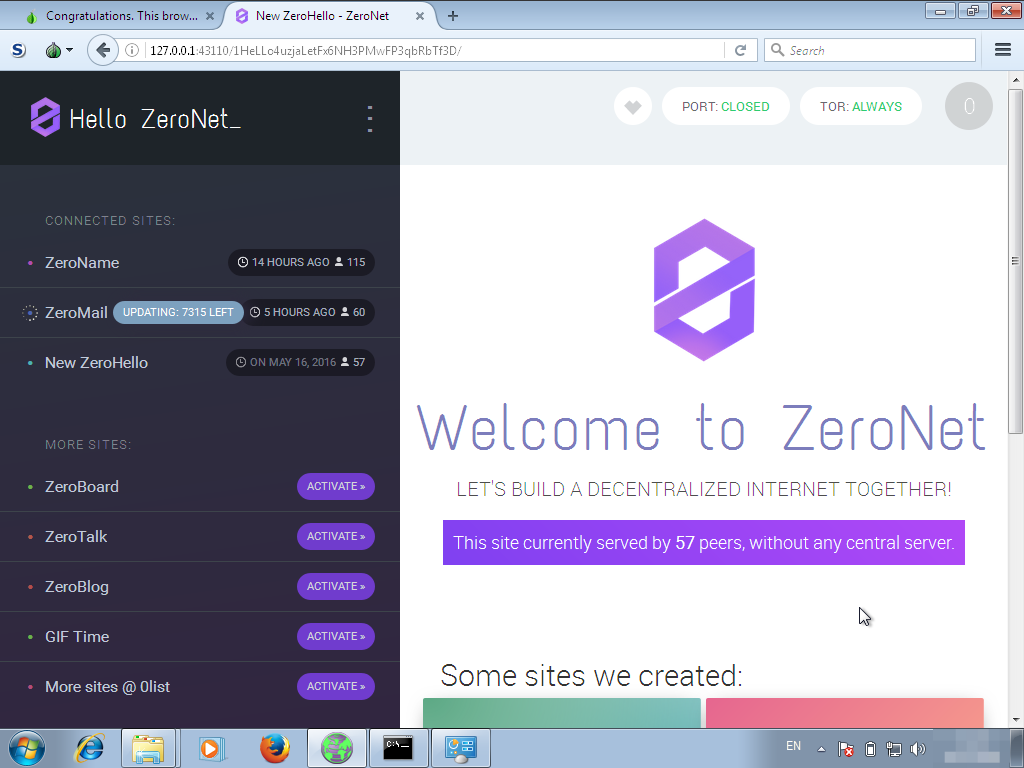 Congratulations. This brow...
New ZeroHello - ZeroNet
127.0.0.1:43110/1HeLLo4uzjaLetFx6NH3PMwFP3qbRbTf3D/
Search
Hello ZeroNet_
PORT: CLOSED
TOR: ALWAYS
0
CONNECTED SITES:
ZeroName
14 HOURS AGO 115
ZeroMail
UPDATING: 7315 LEFT
5 HOURS AGO 60
New ZeroHello
ON MAY 16, 2016 57
MORE SITES:
ZeroBoard
ACTIVATE »
ZeroTalk
ACTIVATE »
ZeroBlog
ACTIVATE »
GIF Time
ACTIVATE »
More sites @ 0list
ACTIVATE »
Welcome to ZeroNet
LET'S BUILD A DECENTRALIZED INTERNET TOGETHER!
This site currently served by 57 peers, without any central server.
Some sites we created:
C:\_
EN